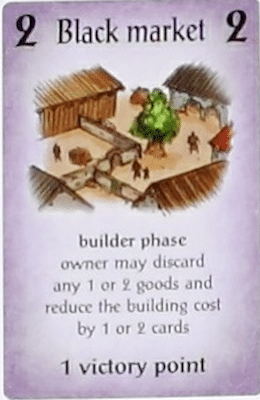 2 Black market 2
builder phase
owner may discard
any 1 or 2 goods and
reduce the building cost
by 1 or 2 cards
1 victory point